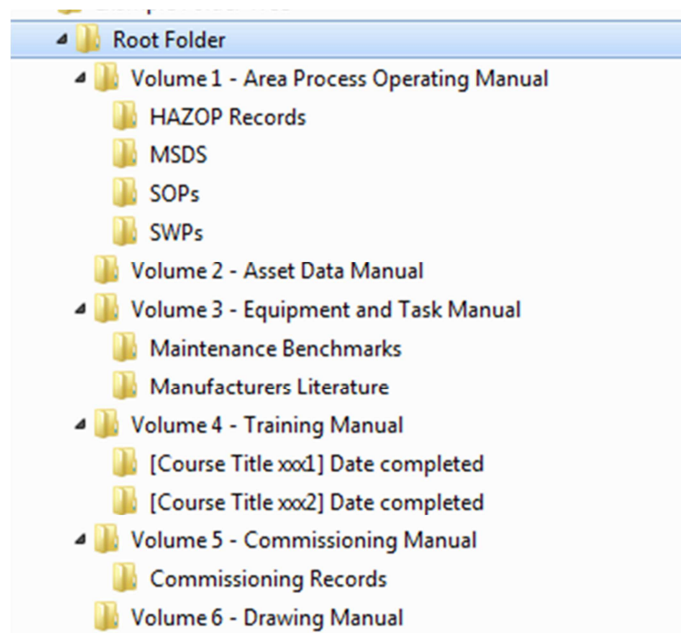 Root Folder
Volume 1 - Area Process Operating Manual
HAZOP Records
MSDS
SOPs
SWPs
Volume 2 - Asset Data Manual
Volume 3 - Equipment and Task Manual
Maintenance Benchmarks
Manufacturers Literature
Volume 4 - Training Manual
[Course Title xxx1] Date completed
[Course Title xxx2] Date completed
Volume 5 - Commissioning Manual
Commissioning Records
Volume 6 - Drawing Manual